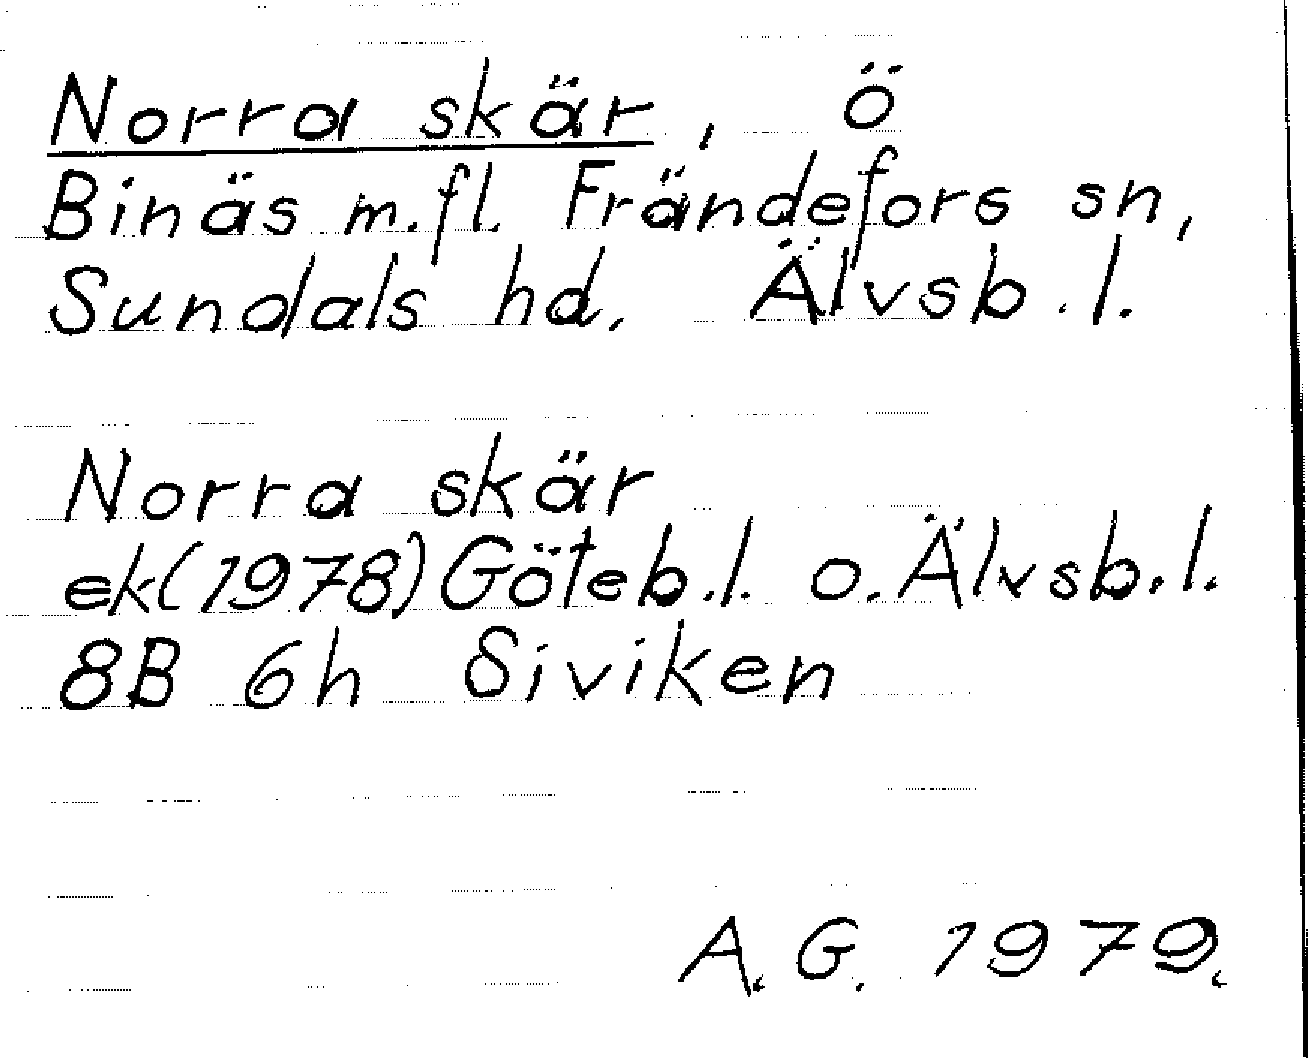 Norra skär, ö
Binäs m.fl. Frändefors sn,
Sundals hd. Älvsb.l.
Norra skär
ek(1978) Göteb.l. o. Älvsb.l.
8B 6h Siviken
A.G. 1979.